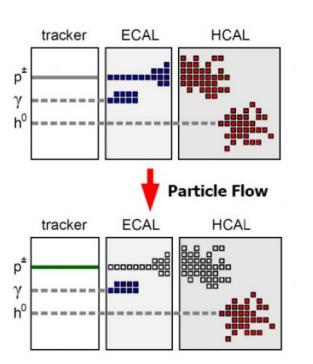 tracker ECAL HCAL
p±
γ
h⁰
Particle Flow
tracker ECAL HCAL
p±
γ
h⁰